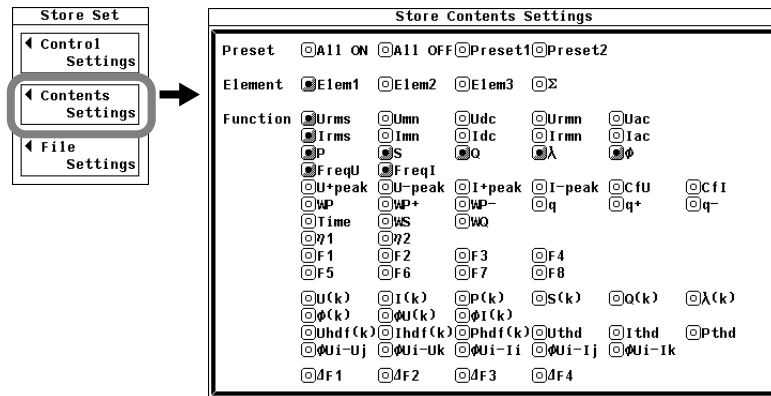 Store Set
Control
Settings
Contents
Settings
File
Settings
Store Contents Settings
Preset All ON All OFF Preset1 Preset2
Element Elem1 Elem2 Elem3 Σ
Function Urms Umn Udc Urmn Uac
Irms Imn Idc Irmn Iac
P S Q λ ϕ
FreqU FreqI
U+peak U-peak I+peak I-peak CfU CfI
WP WP+ WP- q q+ q-
Time WS WQ
η1 η2
F1 F2 F3 F4
F5 F6 F7 F8
U(k) I(k) P(k) S(k) Q(k) λ(k)
ϕ(k) ϕU(k) ϕI(k)
Uhdf(k) Ihdf(k) Phdf(k) Uthd Ithd Pthd
ϕUi-Uj ϕUi-Uk ϕUi-Ii ϕUi-Ij ϕUi-Ik
ΔF1 ΔF2 ΔF3 ΔF4